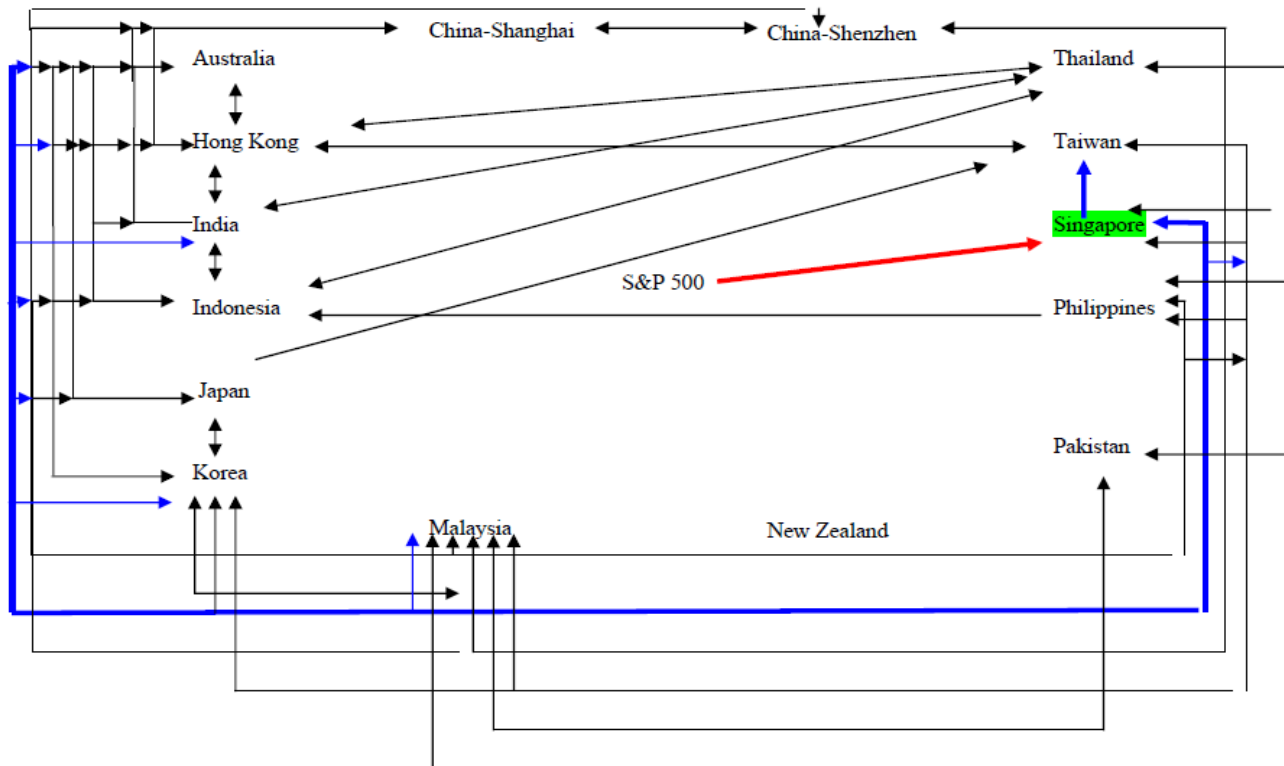 China-Shanghai
China-Shenzhen
Australia
Thailand
Hong Kong
Taiwan
India
Singapore
S&P 500
Indonesia
Philippines
Japan
Pakistan
Korea
Malaysia
New Zealand